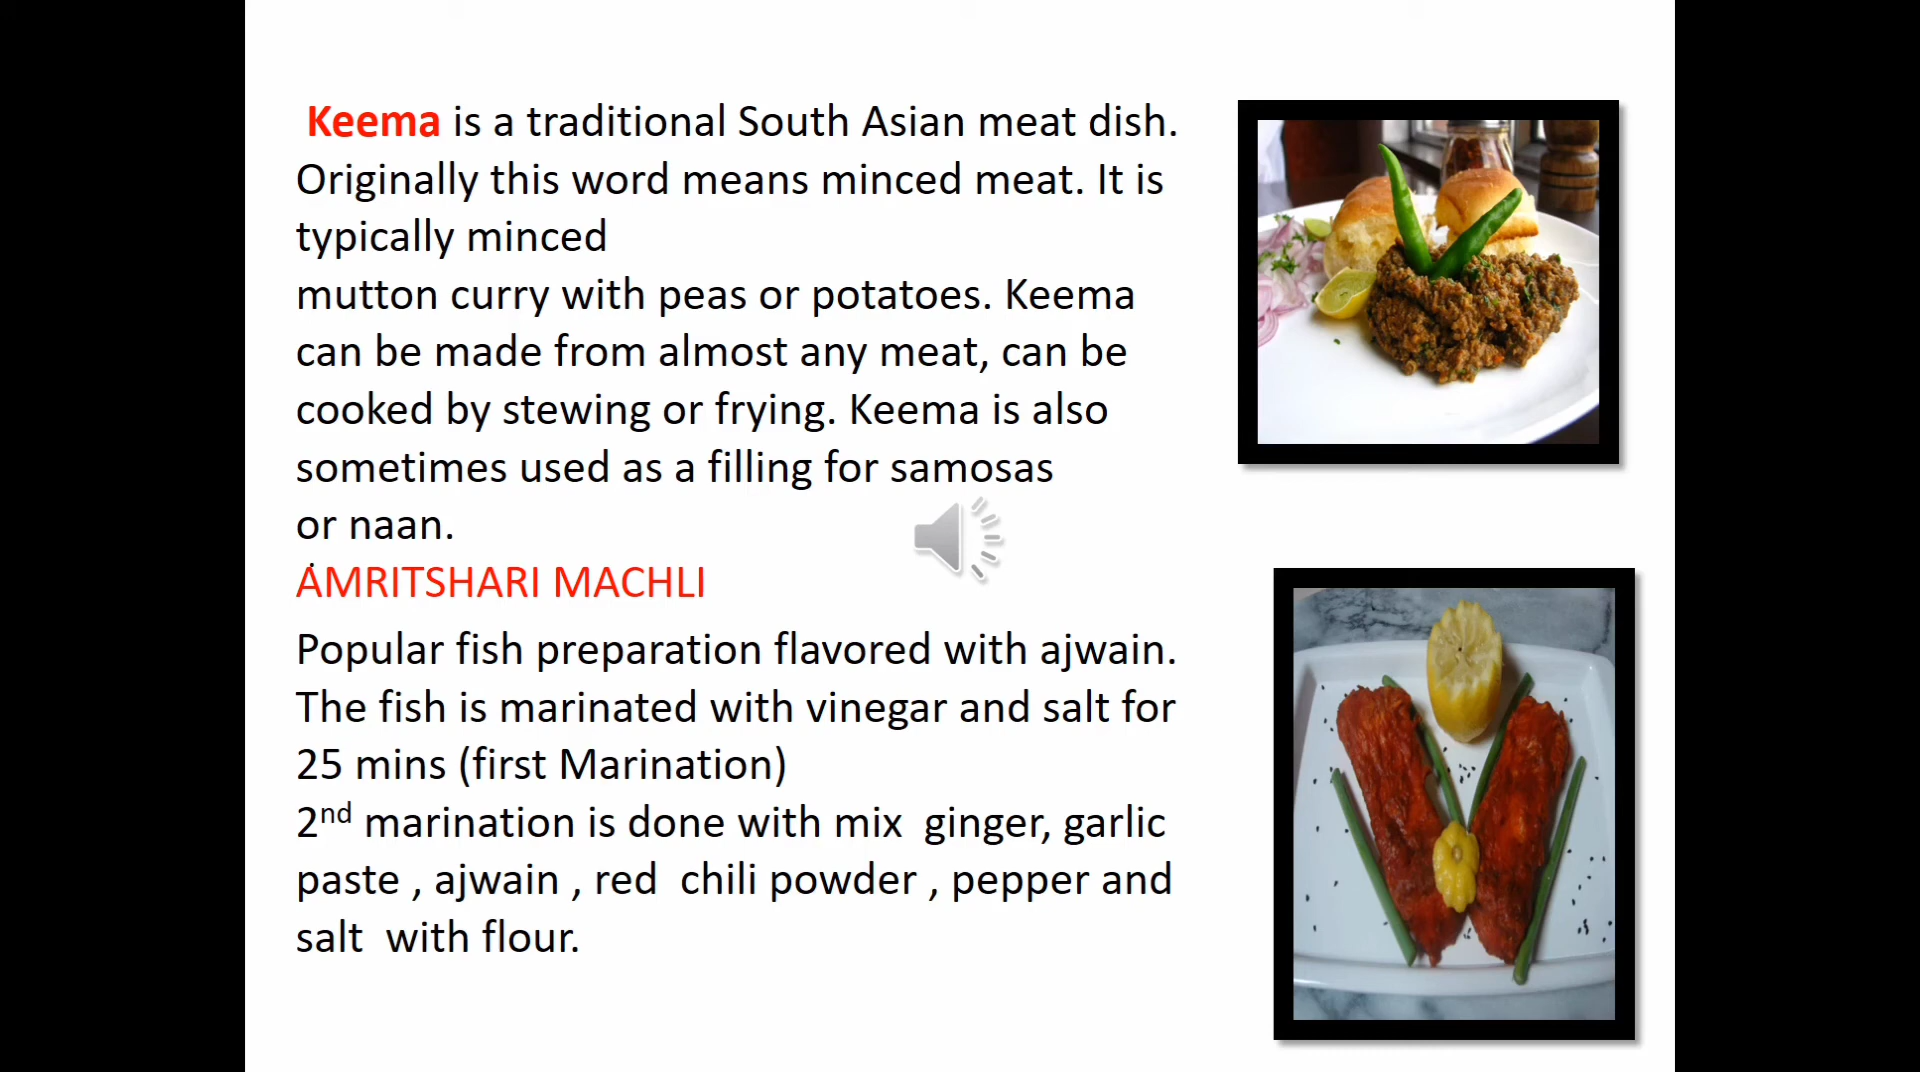 Keema is a traditional South Asian meat dish.
Originally this word means minced meat. It is
typically minced
mutton curry with peas or potatoes. Keema
can be made from almost any meat, can be
cooked by stewing or frying. Keema is also
sometimes used as a filling for samosas
or naan.
AMRITSHARI MACHLI
Popular fish preparation flavored with ajwain.
The fish is marinated with vinegar and salt for
25 mins (first Marination)
2nd marination is done with mix  ginger, garlic
paste , ajwain , red  chili powder , pepper and
salt  with flour.